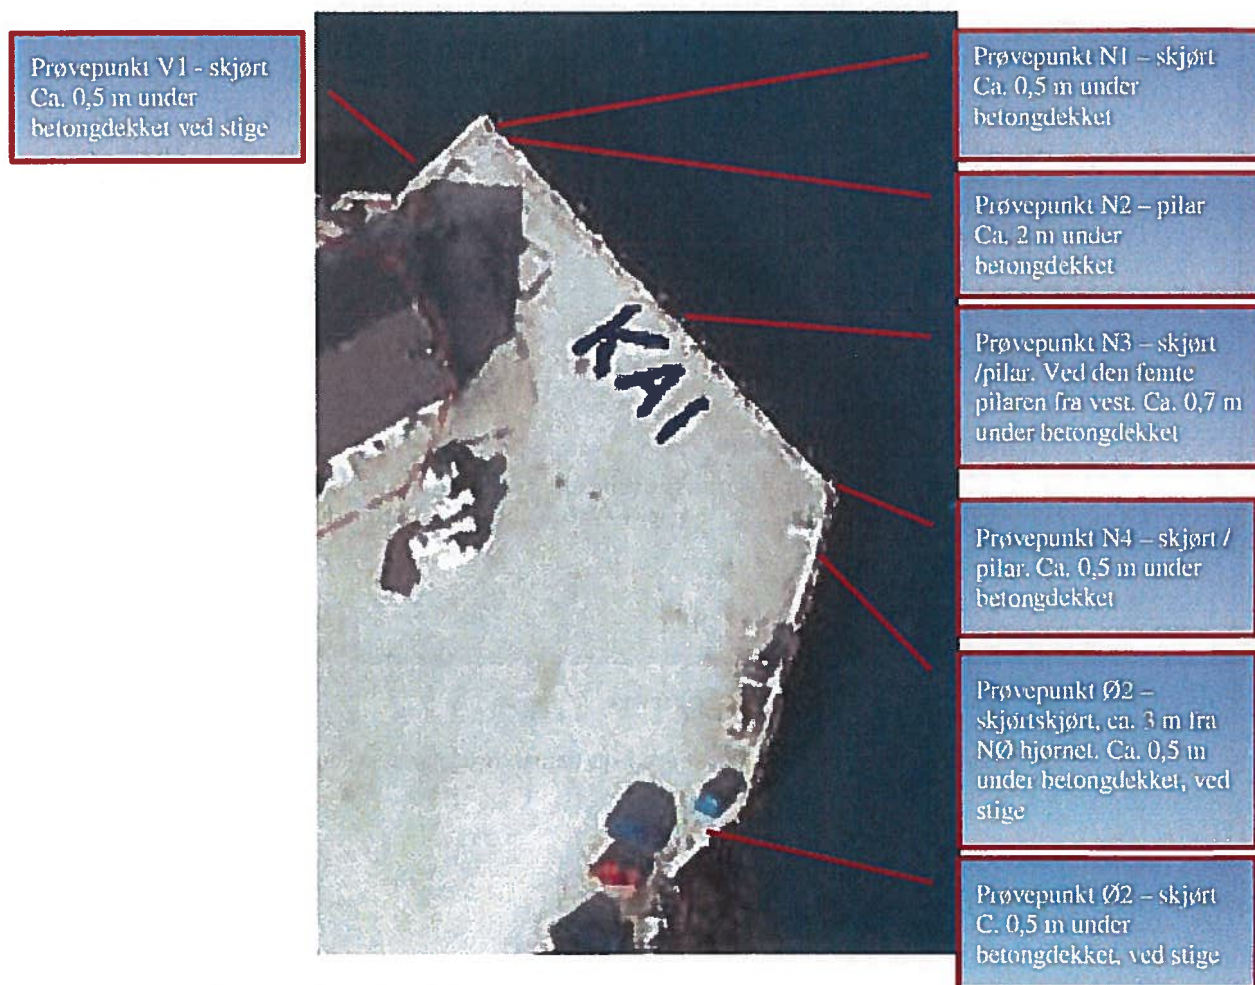 Prøvepunkt V1 - skjørt
Ca. 0,5 m under
betongdekket ved stige
Prøvepunkt N1 – skjørt
Ca. 0,5 m under
betongdekket
Prøvepunkt N2 – pilar
Ca. 2 m under
betongdekket
Prøvepunkt N3 – skjørt
/pilar. Ved den femte
pilaren fra vest. Ca. 0,7 m
under betongdekket
KAI
Prøvepunkt N4 – skjørt /
pilar. Ca. 0,5 m under
betongdekket
Prøvepunkt Ø2 –
skjørtskjørt, ca. 3 m fra
NØ hjørnet. Ca. 0,5 m
under betongdekket, ved
stige
Prøvepunkt Ø2 – skjørt
C. 0,5 m under
betongdekket, ved stige